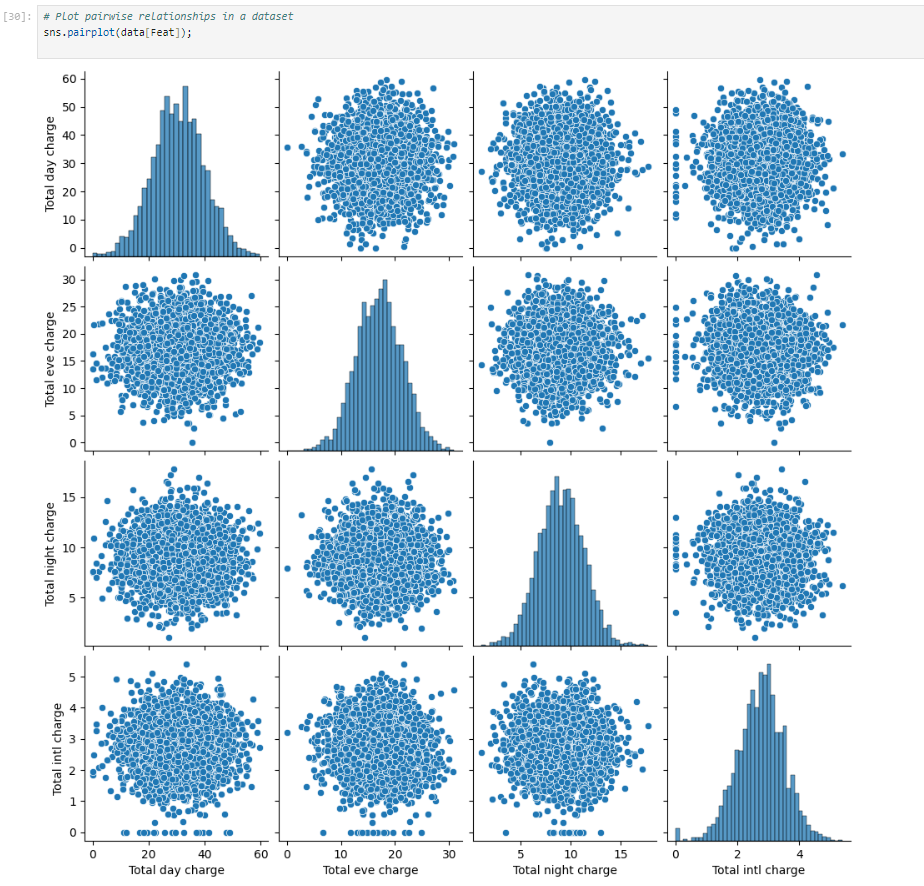 [30]: # Plot pairwise relationships in a dataset
sns.pairplot(data[Feat]);
60
50
40
30
20
10
0
Total day charge
30
25
20
15
10
5
0
Total eve charge
15
10
5
Total night charge
5
4
3
2
1
0
Total intl charge
0 20 40 60
0 10 20 30
5 10 15
0 2 4
Total day charge
Total eve charge
Total night charge
Total intl charge